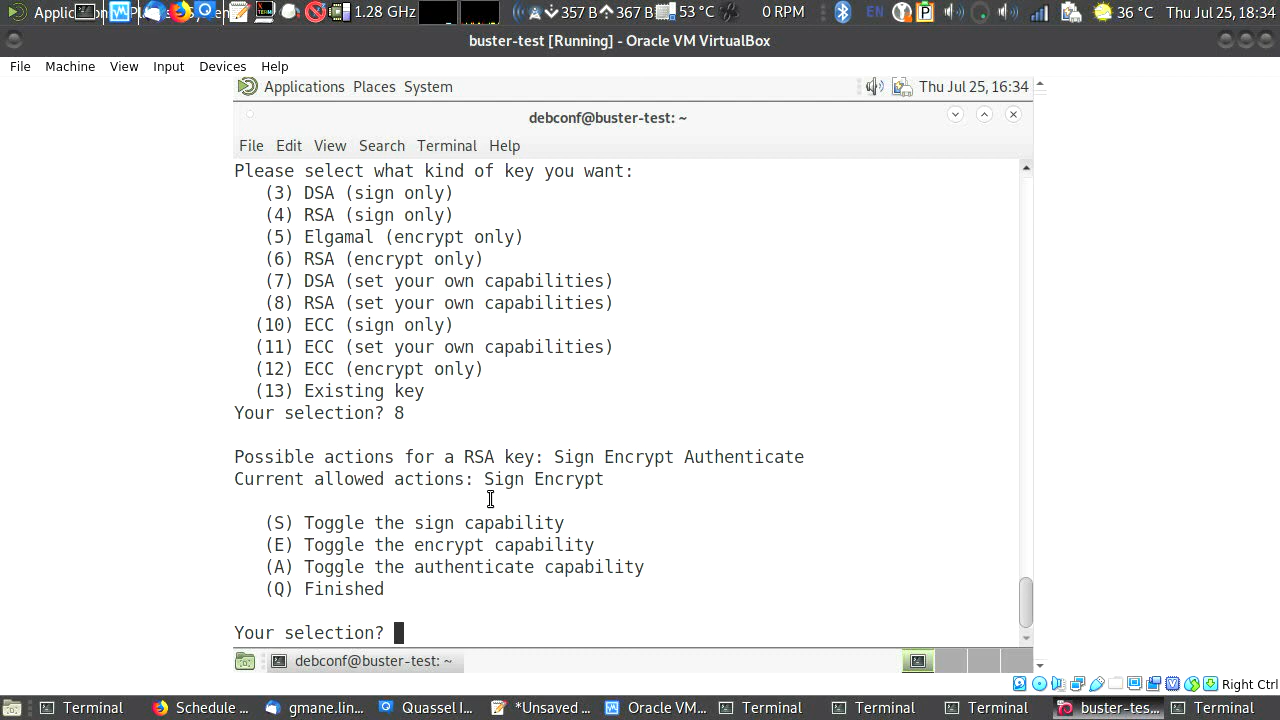 1.28 GHz
357 B
367 B
53 °C
0 RPM
EN
36 °C
Thu Jul 25, 18:34
buster-test [Running] - Oracle VM VirtualBox
File Machine View Input Devices Help
Applications Places System
Thu Jul 25, 16:34
debconf@buster-test: ~
File Edit View Search Terminal Help
Please select what kind of key you want:
(3) DSA (sign only)
(4) RSA (sign only)
(5) Elgamal (encrypt only)
(6) RSA (encrypt only)
(7) DSA (set your own capabilities)
(8) RSA (set your own capabilities)
(10) ECC (sign only)
(11) ECC (set your own capabilities)
(12) ECC (encrypt only)
(13) Existing key
Your selection? 8
Possible actions for a RSA key: Sign Encrypt Authenticate
Current allowed actions: Sign Encrypt
(S) Toggle the sign capability
(E) Toggle the encrypt capability
(A) Toggle the authenticate capability
(Q) Finished
Your selection?
debconf@buster-test: ~
Right Ctrl
Terminal
Schedule ...
gmane.lin...
Quassel I...
*Unsaved ...
Oracle VM...
Terminal
Terminal
Terminal
buster-tes...
Terminal